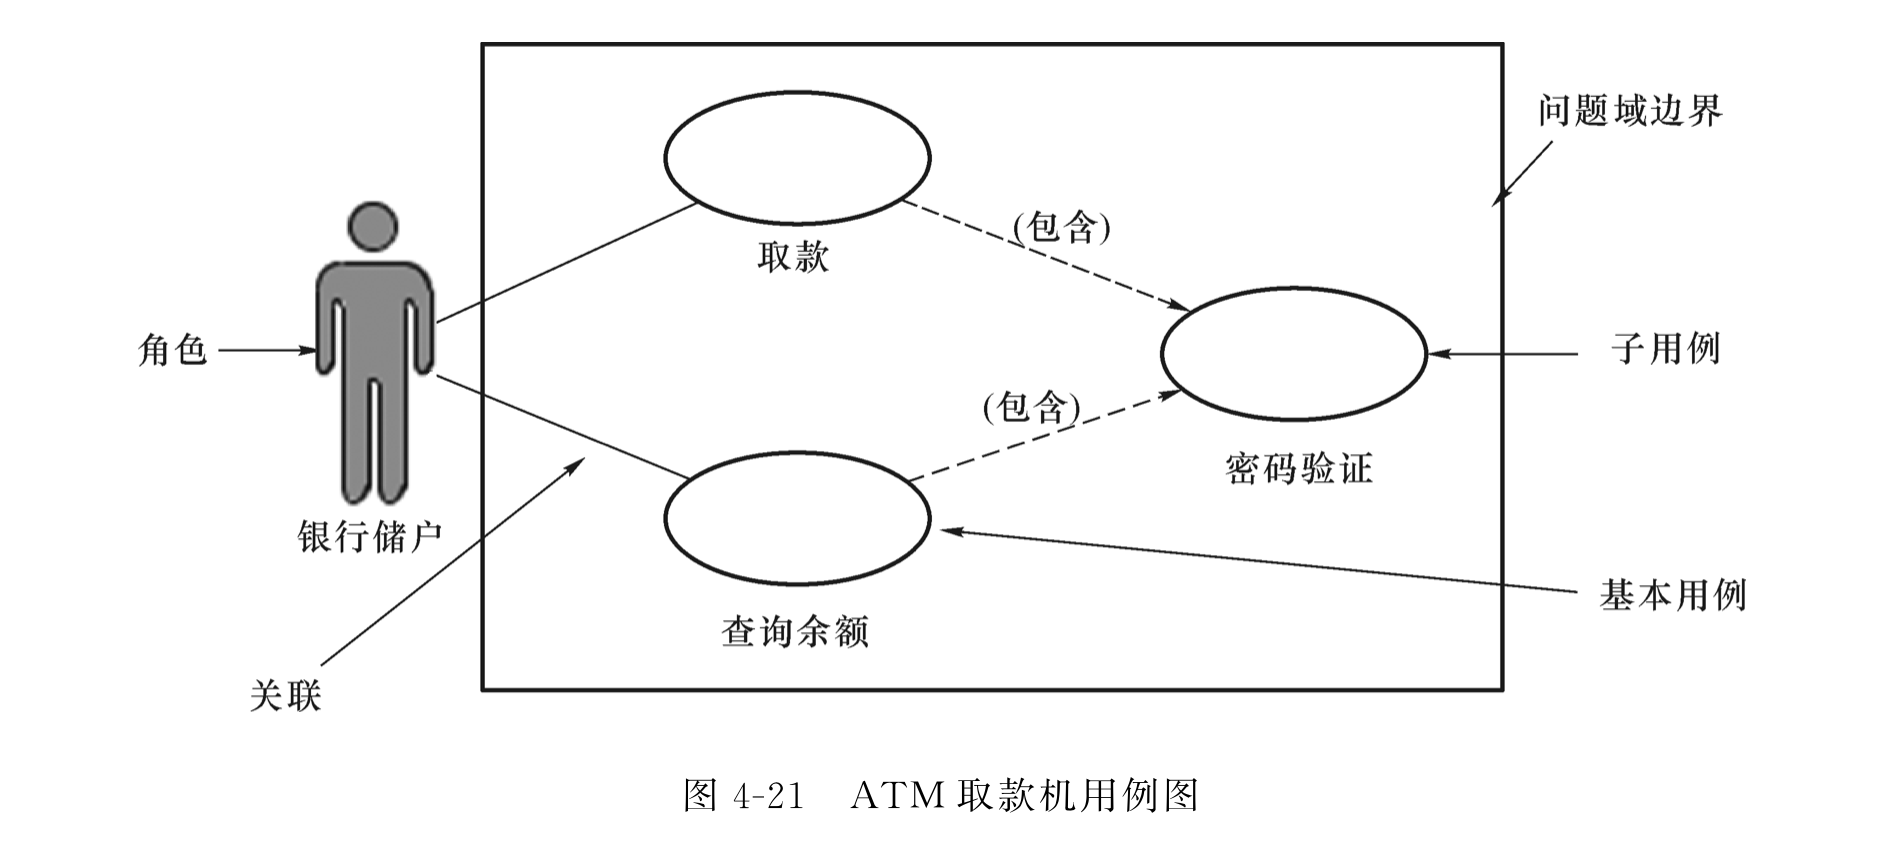 问题域边界
(包含)
取款
角色
子用例
(包含)
密码验证
银行储户
基本用例
查询余额
关联
图 4-21 ATM 取款机用例图